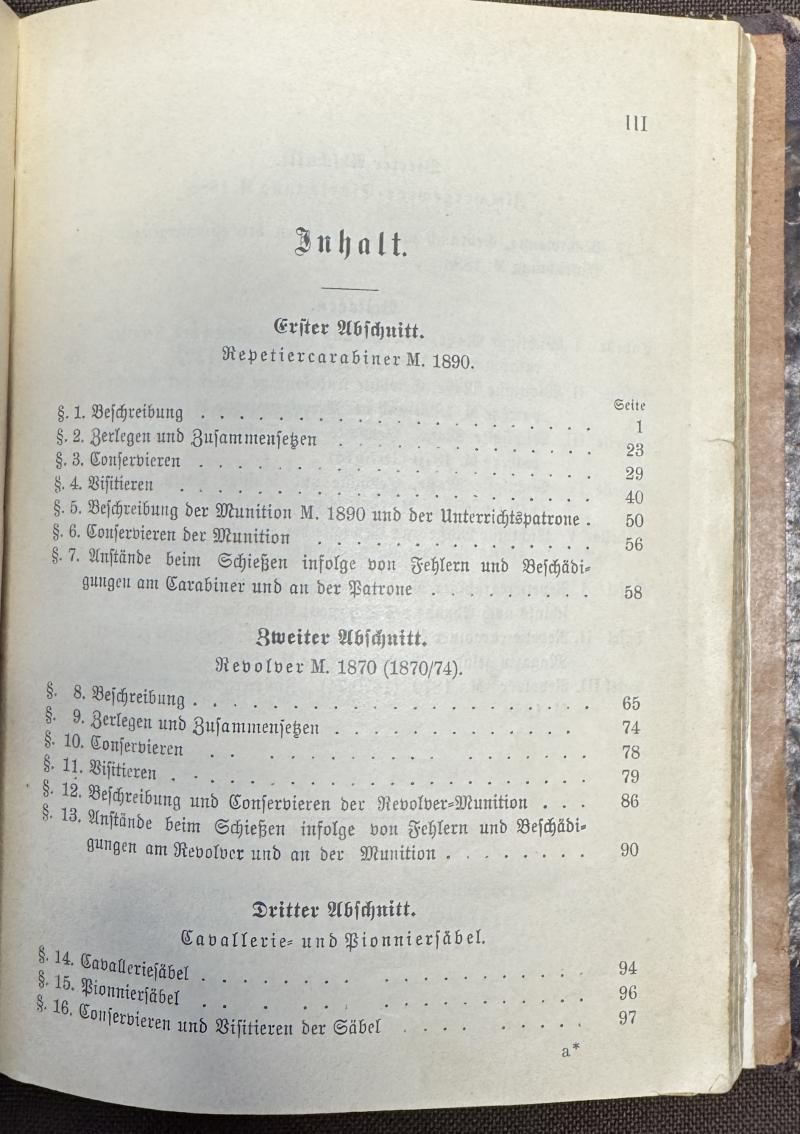 III
Inhalt.
Erster Abschnitt.
Repetiercarabiner M. 1890.
Seite
§. 1. Beschreibung . . . . . . . . . . . . . . . . . . 1
§. 2. Zerlegen und Zusammensetzen . . . . . . . . . . . 23
§. 3. Conservieren . . . . . . . . . . . . . . . . . . 29
§. 4. Visitieren . . . . . . . . . . . . . . . . . . 40
§. 5. Beschreibung der Munition M. 1890 und der Unterrichtspatrone . 50
§. 6. Conservieren der Munition . . . . . . . . . . . . 56
§. 7. Anstände beim Schießen infolge von Fehlern und Beschädi-
gungen am Carabiner und an der Patrone . . . . . . . 58
Zweiter Abschnitt.
Revolver M. 1870 (1870/74).
§. 8. Beschreibung . . . . . . . . . . . . . . . . . . 65
§. 9. Zerlegen und Zusammensetzen . . . . . . . . . . 74
§. 10. Conservieren . . . . . . . . . . . . . . . . . 78
§. 11. Visitieren . . . . . . . . . . . . . . . . . . 79
§. 12. Beschreibung und Conservieren der Revolver-Munition . . . 86
§. 13. Anstände beim Schießen infolge von Fehlern und Beschädi-
gungen am Revolver und an der Munition . . . . . . 90
Dritter Abschnitt.
Cavallerie- und Pionniersäbel.
§. 14. Cavalleriesäbel . . . . . . . . . . . . . . . . . 94
§. 15. Pionniersäbel . . . . . . . . . . . . . . . . . 96
§. 16. Conservieren und Visitieren der Säbel . . . . . . . . 97
a*